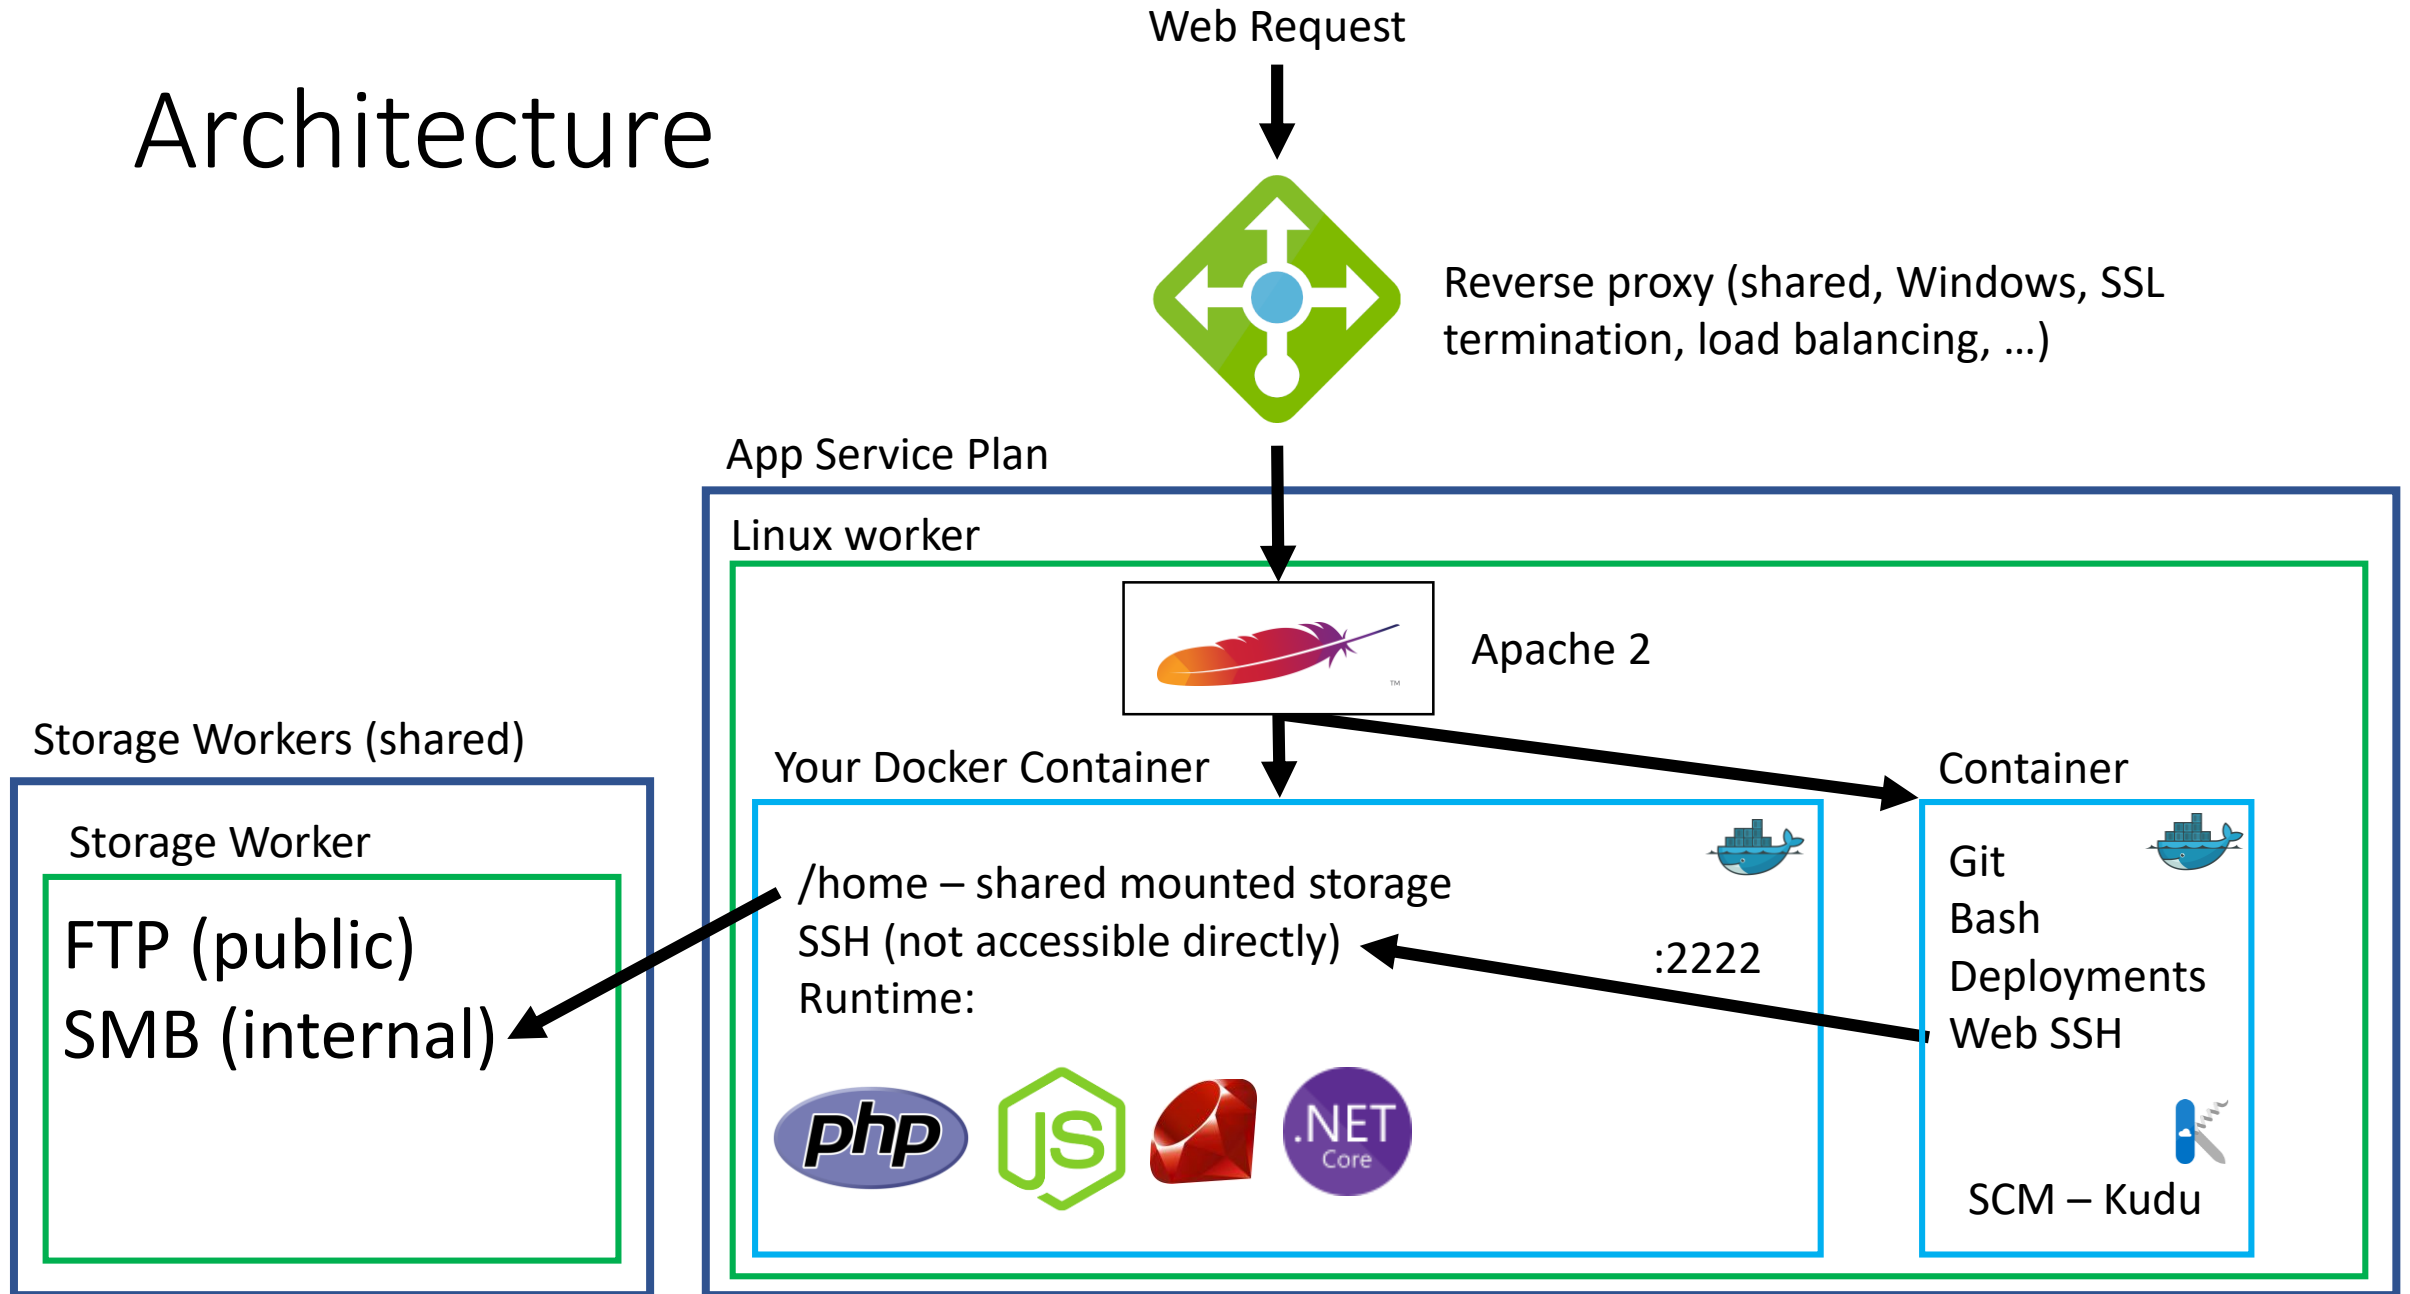 Web Request
Architecture
Reverse proxy (shared, Windows, SSL
termination, load balancing, …)
App Service Plan
Linux worker
Apache 2
TM
Storage Workers (shared)
Storage Worker
FTP (public)
SMB (internal)
Your Docker Container
/home – shared mounted storage
SSH (not accessible directly)
:2222
Runtime:
php
JS
.NET
Core
Container
Git
Bash
Deployments
Web SSH
SCM – Kudu